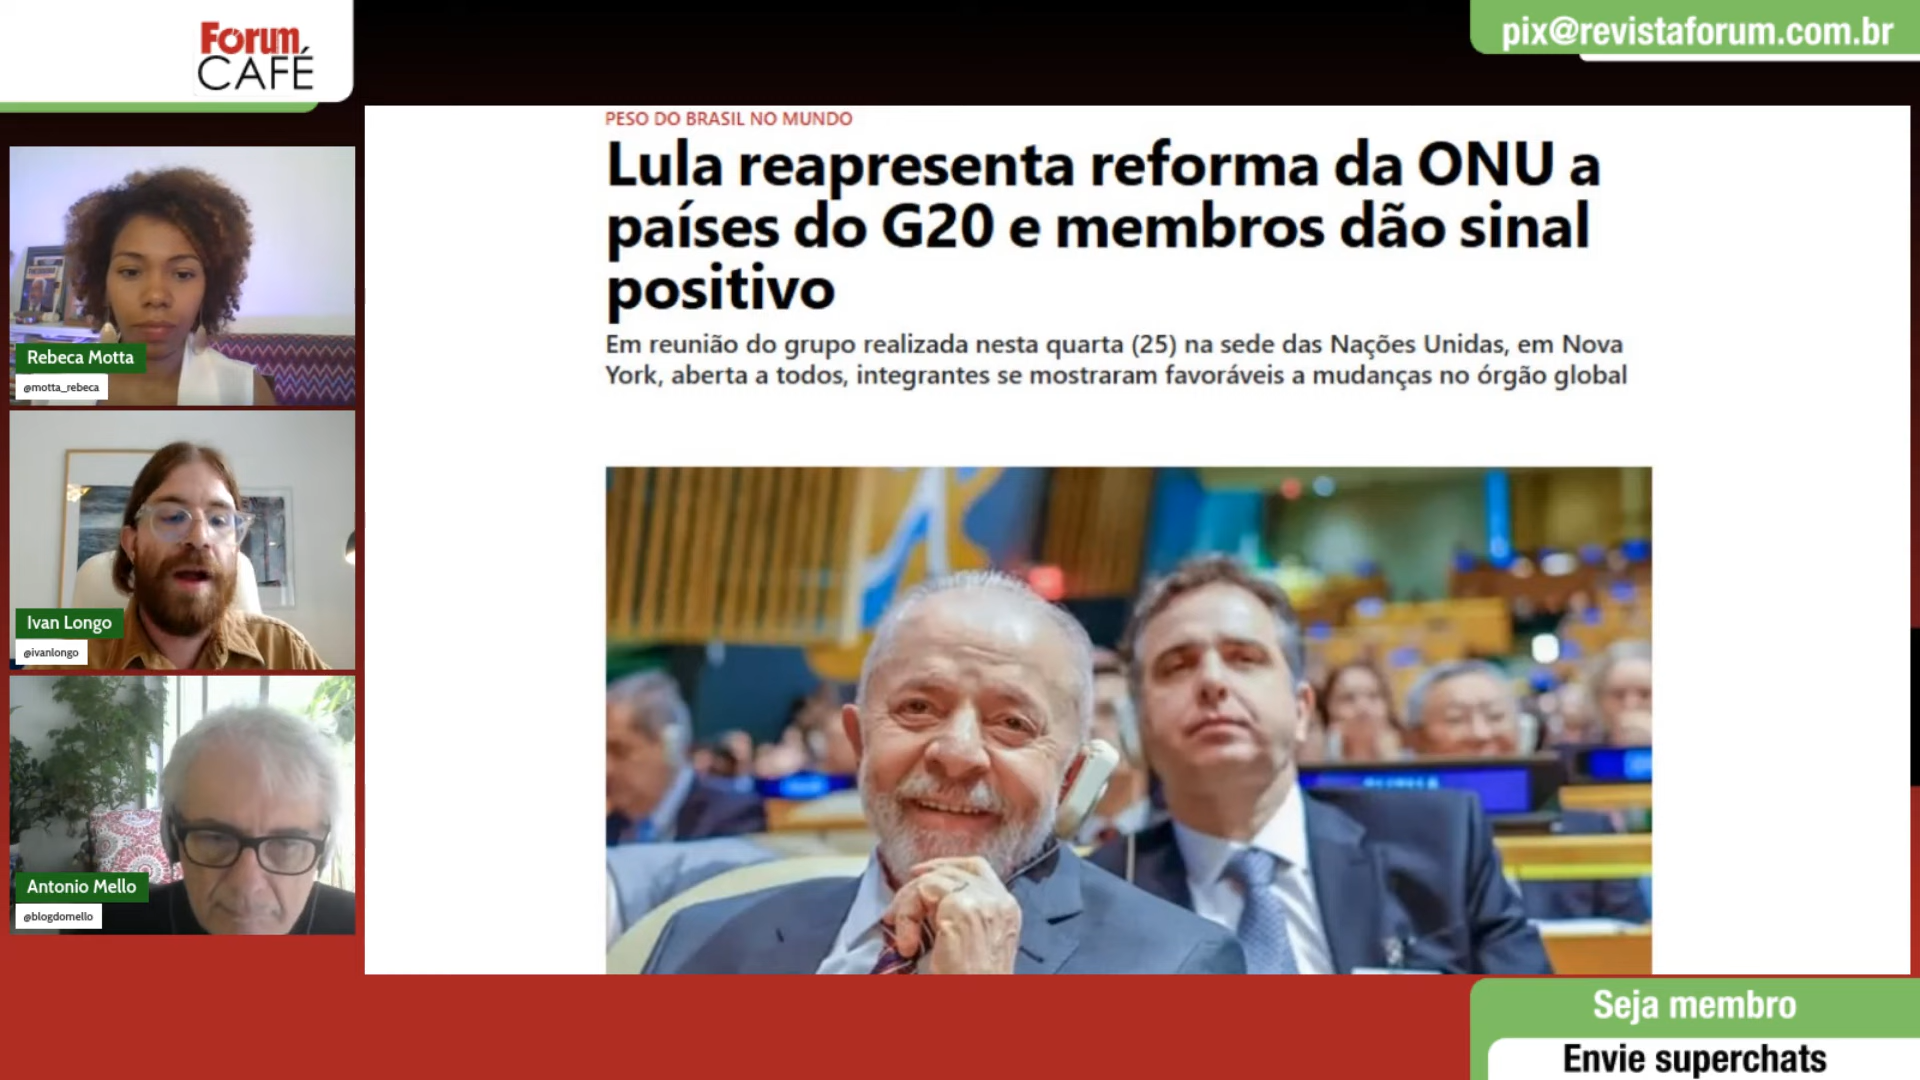 Forum
CAFÉ
pix@revistaforum.com.br
PESO DO BRASIL NO MUNDO
Lula reapresenta reforma da ONU a
países do G20 e membros dão sinal
positivo
Em reunião do grupo realizada nesta quarta (25) na sede das Nações Unidas, em Nova
York, aberta a todos, integrantes se mostraram favoráveis a mudanças no órgão global
Rebeca Motta
@motta_rebeca
Ivan Longo
@ivanlongo
Antonio Mello
@blogdomello
Seja membro
Envie superchats